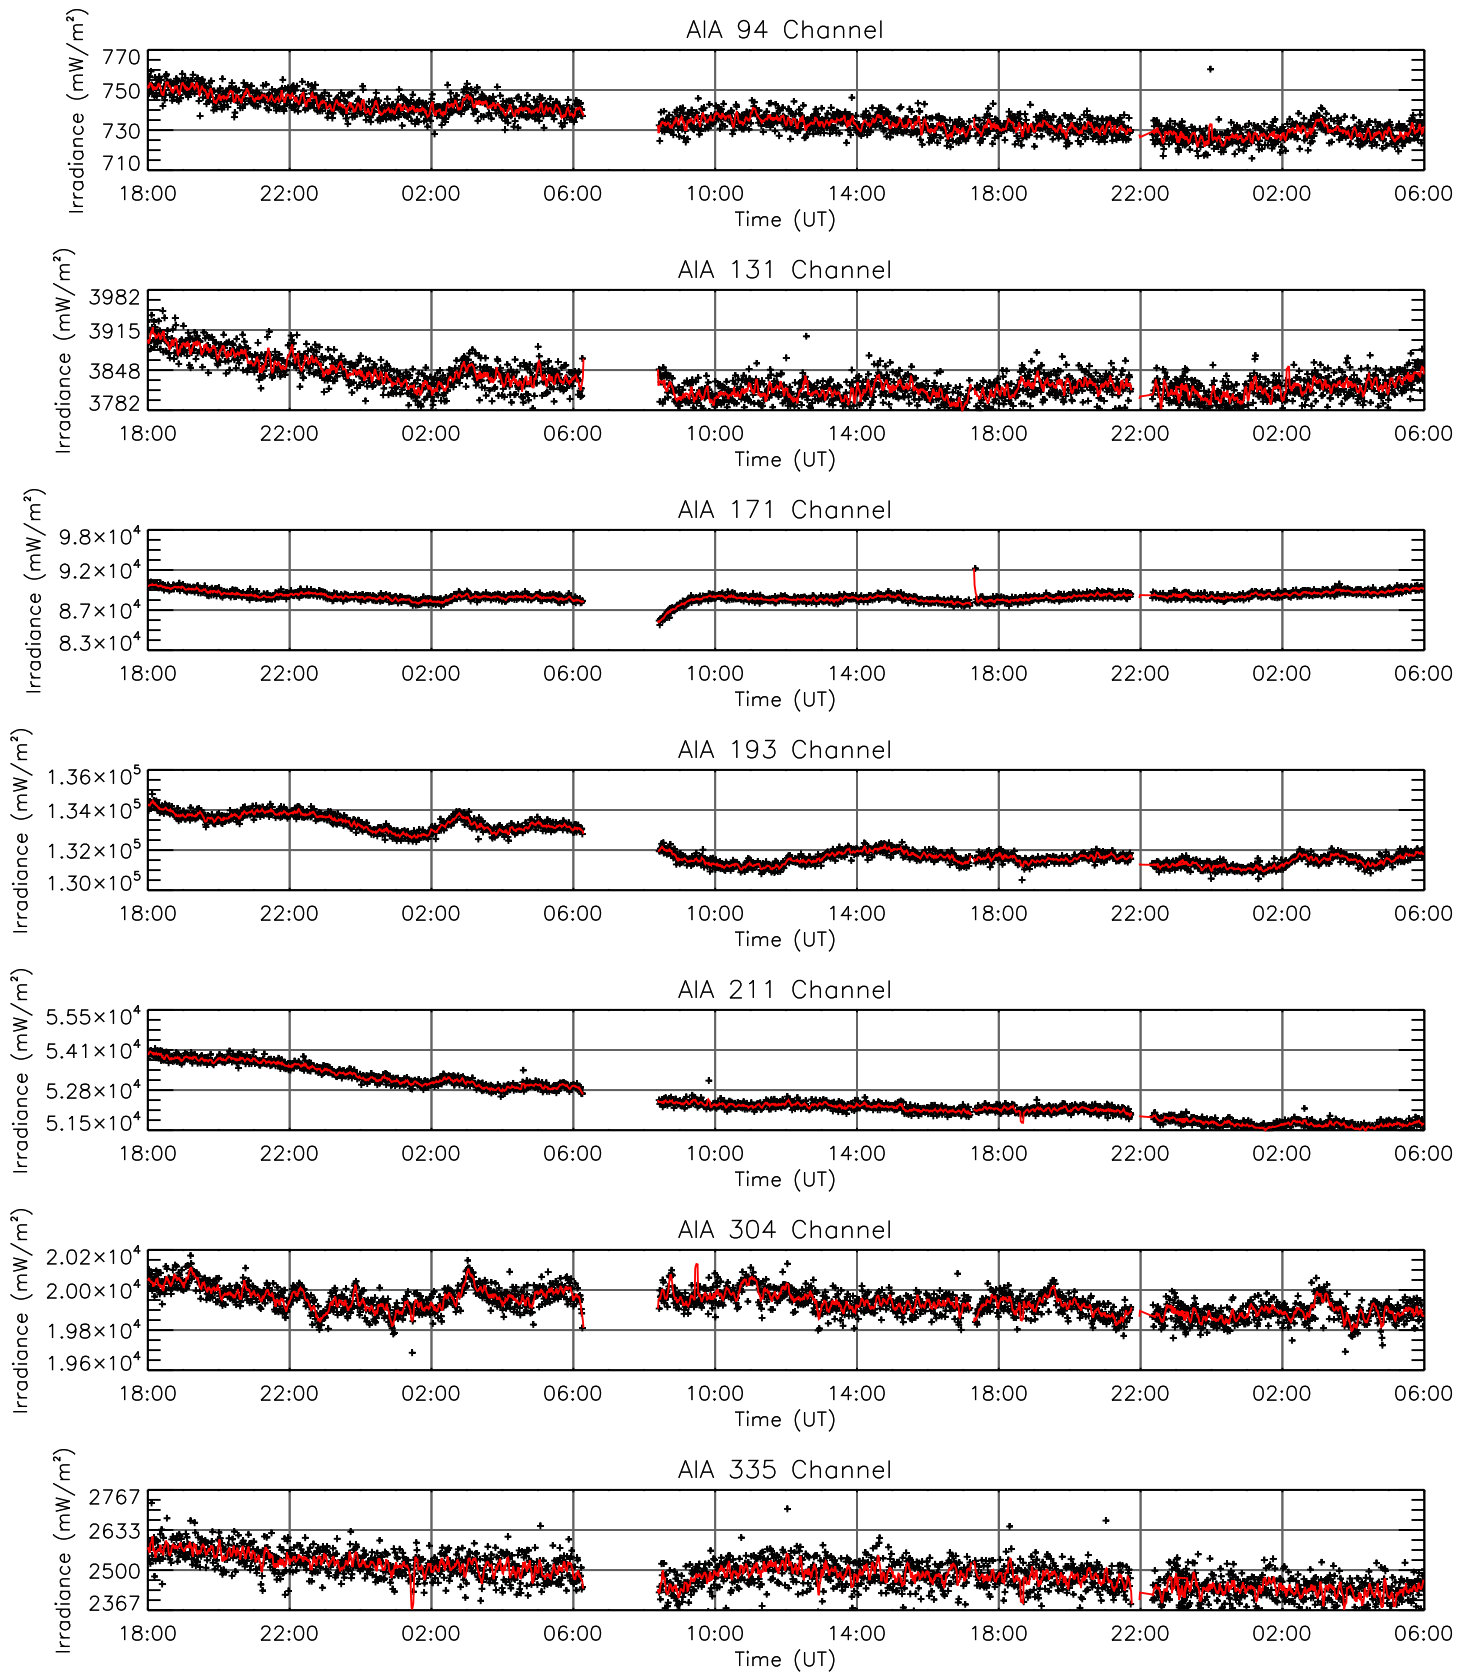 AIA 94 Channel
Irradiance (mW/m²)
770
750
730
710
18:00 22:00 02:00 06:00 10:00 14:00 18:00 22:00 02:00 06:00
Time (UT)
AIA 131 Channel
Irradiance (mW/m²)
3982
3915
3848
3782
18:00 22:00 02:00 06:00 10:00 14:00 18:00 22:00 02:00 06:00
Time (UT)
AIA 171 Channel
Irradiance (mW/m²)
9.8×10⁴
9.2×10⁴
8.7×10⁴
8.3×10⁴
18:00 22:00 02:00 06:00 10:00 14:00 18:00 22:00 02:00 06:00
Time (UT)
AIA 193 Channel
Irradiance (mW/m²)
1.36×10⁵
1.34×10⁵
1.32×10⁵
1.30×10⁵
18:00 22:00 02:00 06:00 10:00 14:00 18:00 22:00 02:00 06:00
Time (UT)
AIA 211 Channel
Irradiance (mW/m²)
5.55×10⁴
5.41×10⁴
5.28×10⁴
5.15×10⁴
18:00 22:00 02:00 06:00 10:00 14:00 18:00 22:00 02:00 06:00
Time (UT)
AIA 304 Channel
Irradiance (mW/m²)
2.02×10⁴
2.00×10⁴
1.98×10⁴
1.96×10⁴
18:00 22:00 02:00 06:00 10:00 14:00 18:00 22:00 02:00 06:00
Time (UT)
AIA 335 Channel
Irradiance (mW/m²)
2767
2633
2500
2367
18:00 22:00 02:00 06:00 10:00 14:00 18:00 22:00 02:00 06:00
Time (UT)